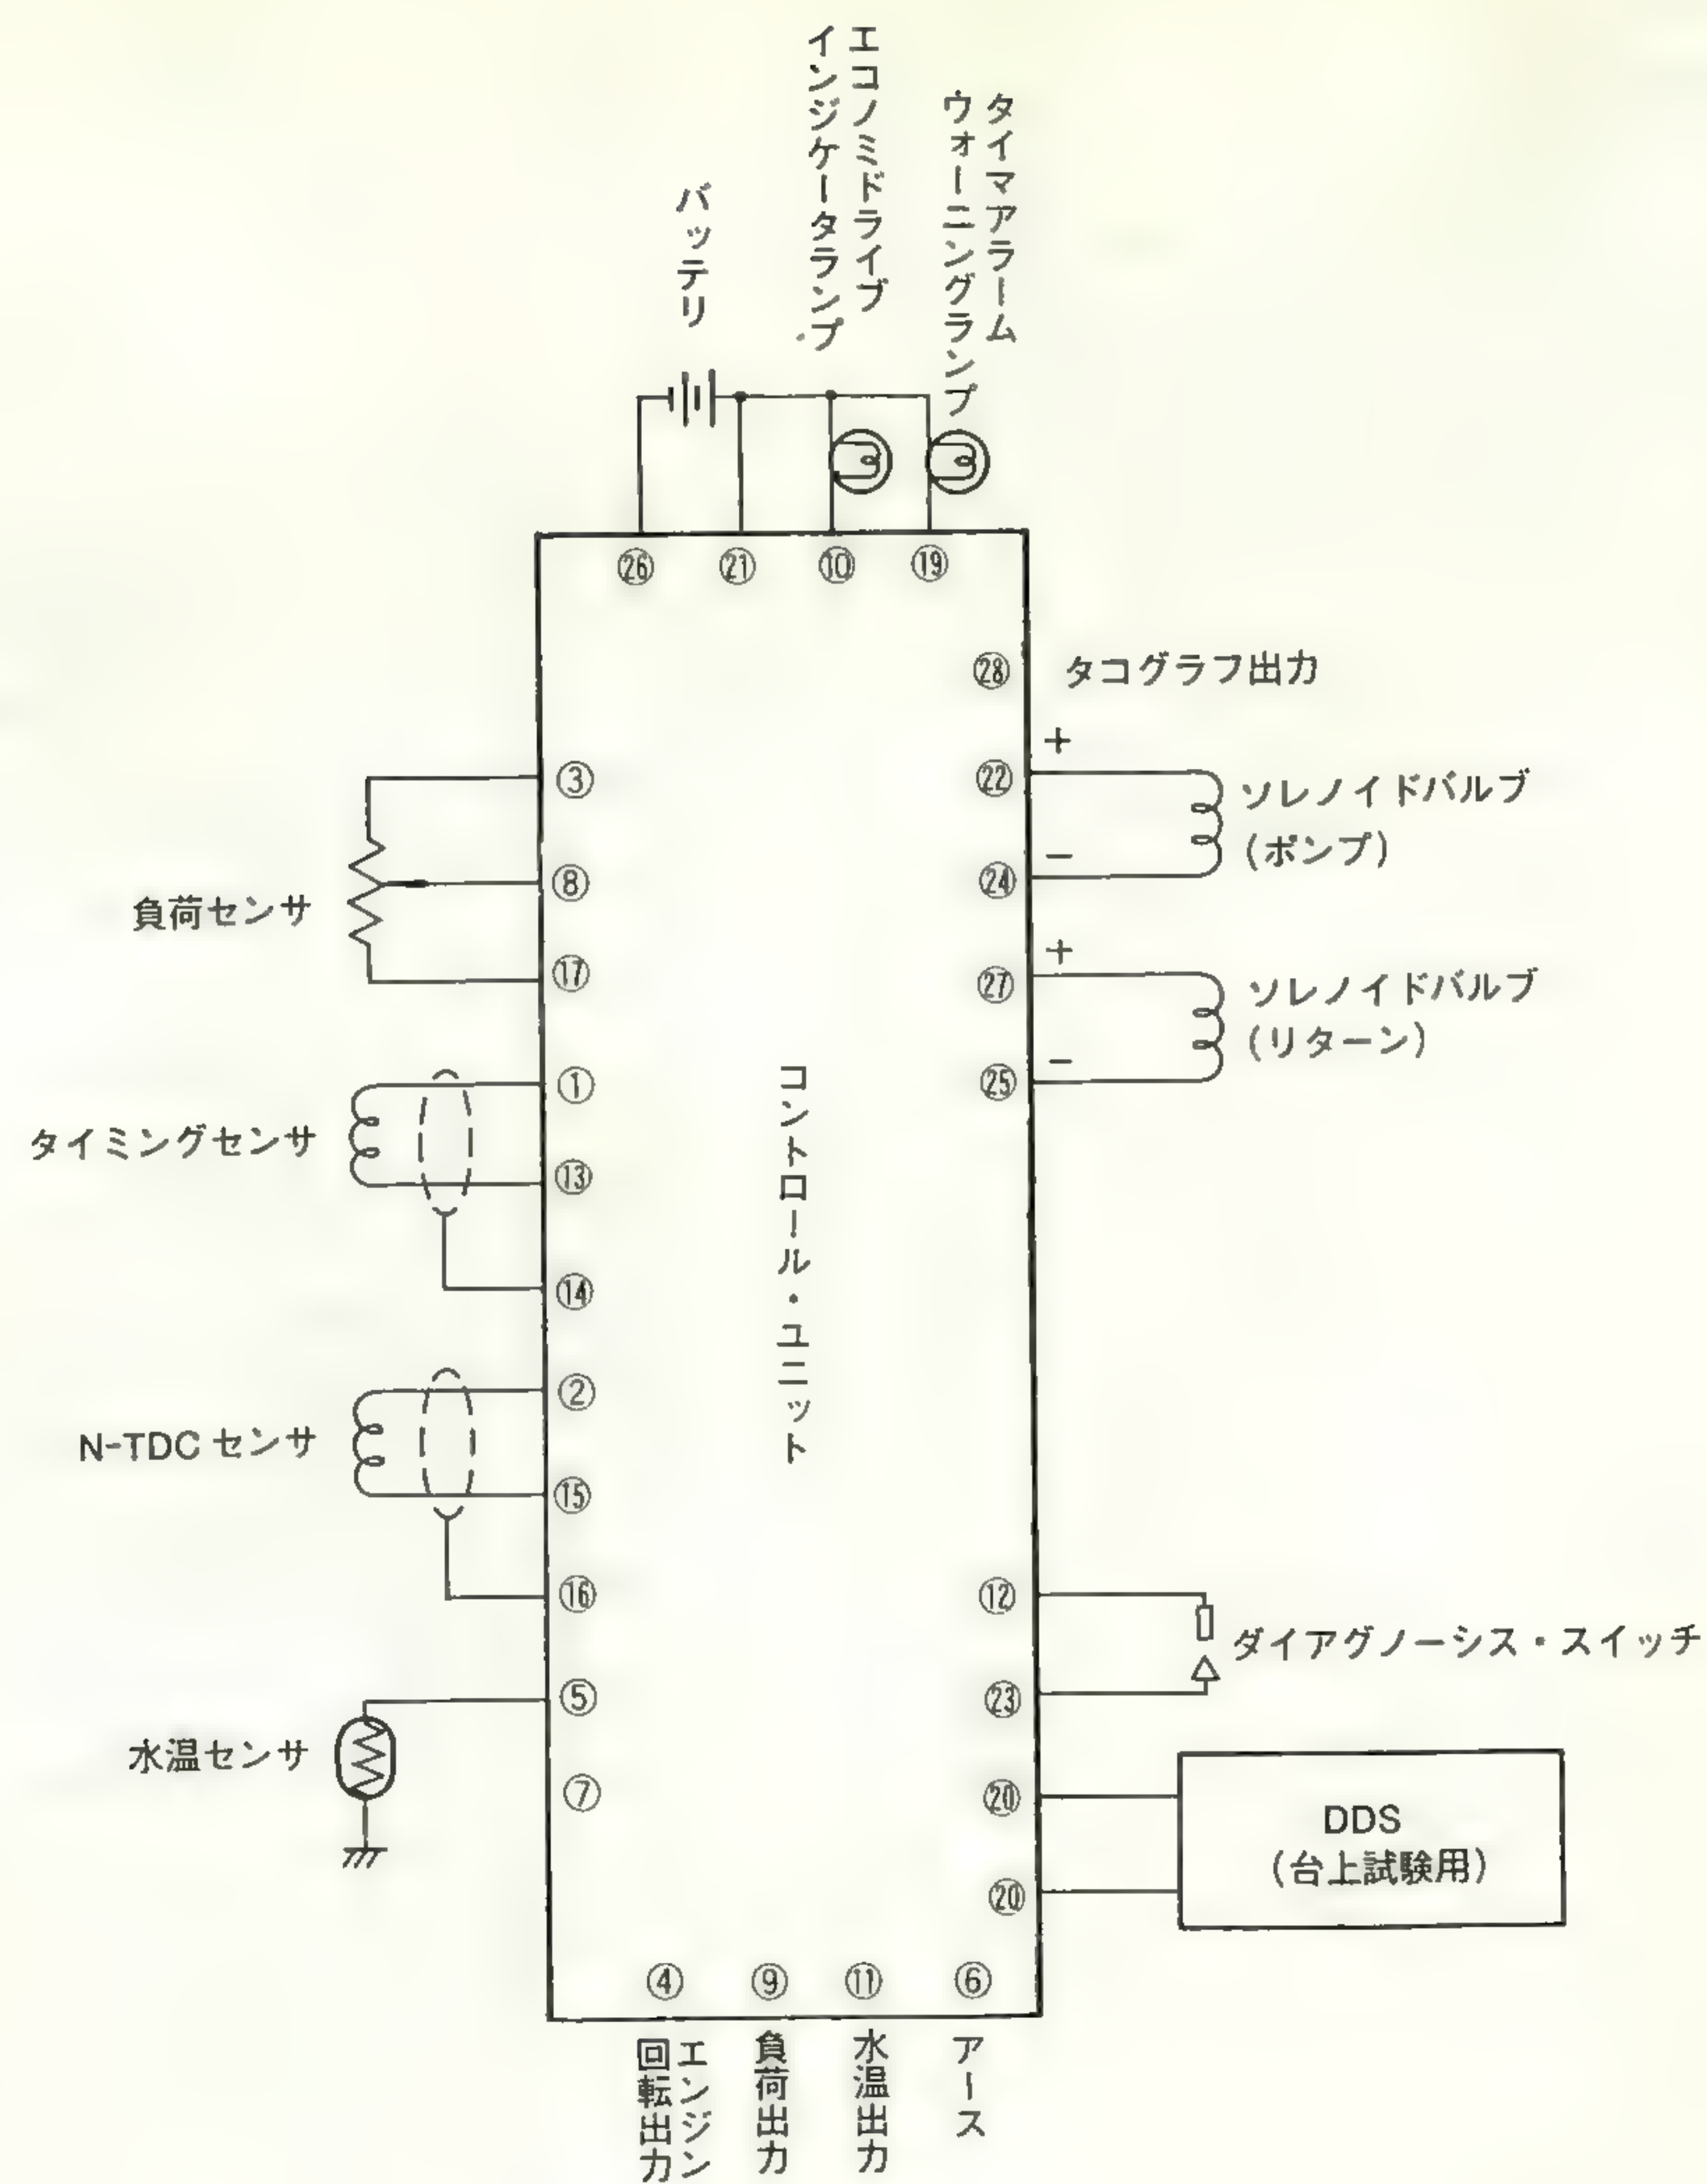 バッテリ
エコノミドライブ
インジケータランプ
タイマアラーム
ウォーニングランプ
㉖ ㉑ ⑩ ⑲
㉘ タコグラフ出力
負荷センサ
③
⑧
⑰
+
㉒
ソレノイドバルブ
(ポンプ)
−
㉔
+
㉗
ソレノイドバルブ
(リターン)
−
㉕
タイミングセンサ
①
⑬
⑭
コントロール・ユニット
N-TDC センサ
②
⑮
⑯
水温センサ
⑤
⑦
⑫
㉓
ダイアグノーシス・スイッチ
⑳
⑳
DDS
(台上試験用)
④ ⑨ ⑪ ⑥
エンジン
回転出力
負荷出力
水温出力
アース